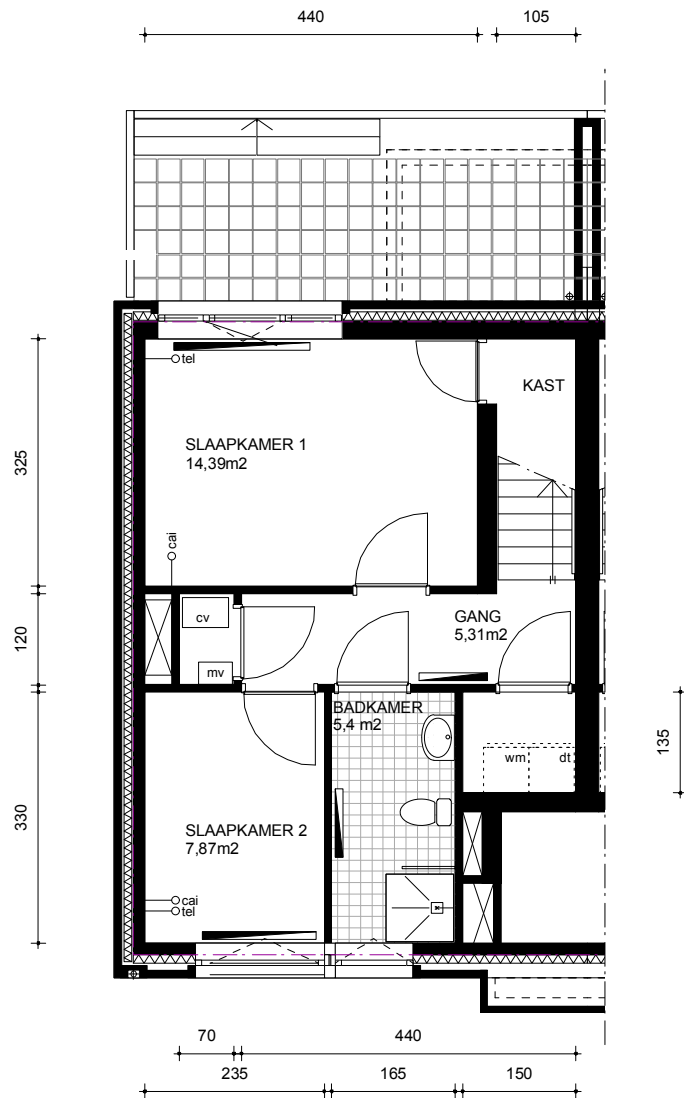 440
105
tel
KAST
SLAAPKAMER 1
14,39m2
325
cai
cv
GANG
5,31m2
120
mv
BADKAMER
5,4 m2
135
wm
dt
330
SLAAPKAMER 2
7,87m2
cai
tel
70
440
235
165
150